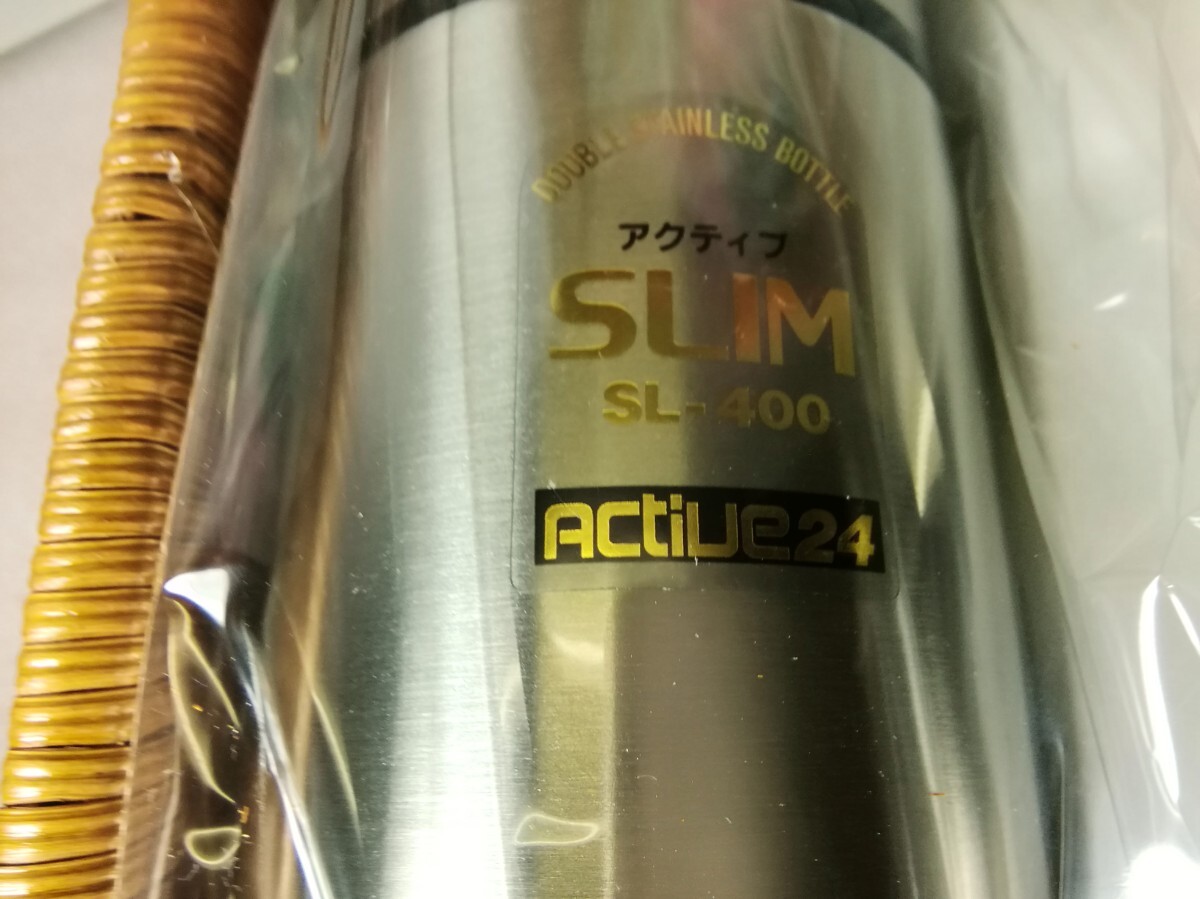 DOUBLE STAINLESS BOTTLE
アクティブ
SLIM
SL-400
ACTIVE24